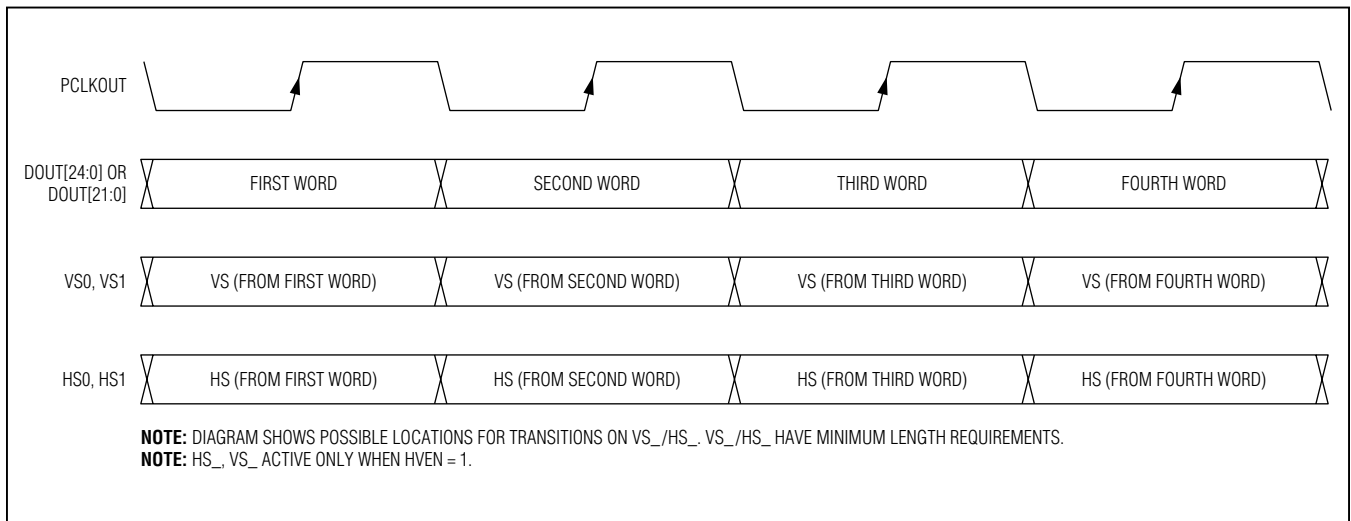 PCLKOUT
DOUT[24:0] OR
DOUT[21:0]
FIRST WORD
SECOND WORD
THIRD WORD
FOURTH WORD
VS0, VS1
VS (FROM FIRST WORD)
VS (FROM SECOND WORD)
VS (FROM THIRD WORD)
VS (FROM FOURTH WORD)
HS0, HS1
HS (FROM FIRST WORD)
HS (FROM SECOND WORD)
HS (FROM THIRD WORD)
HS (FROM FOURTH WORD)
NOTE: DIAGRAM SHOWS POSSIBLE LOCATIONS FOR TRANSITIONS ON VS_/HS_. VS_/HS_ HAVE MINIMUM LENGTH REQUIREMENTS.
NOTE: HS_, VS_ ACTIVE ONLY WHEN HVEN = 1.